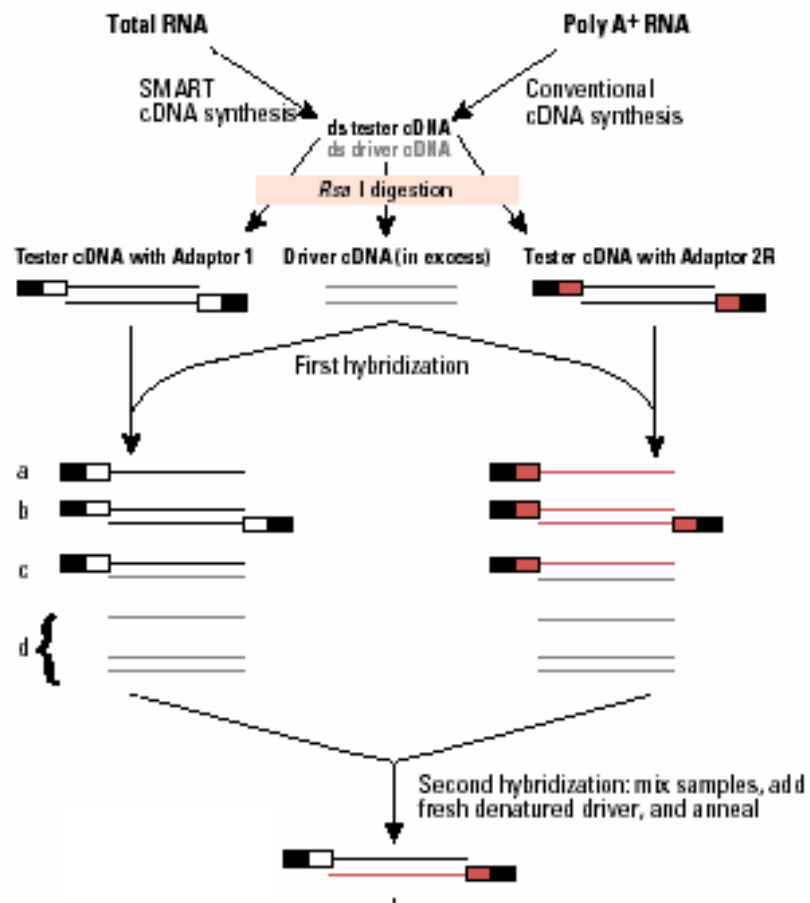 Total RNA
Poly A+ RNA
SMART
cDNA synthesis
Conventional
cDNA synthesis
ds tester cDNA
ds driver cDNA
Rsa I digestion
Tester cDNA with Adaptor 1
Driver cDNA (in excess)
Tester cDNA with Adaptor 2R
First hybridization
a
b
c
d
Second hybridization: mix samples, add
fresh denatured driver, and anneal